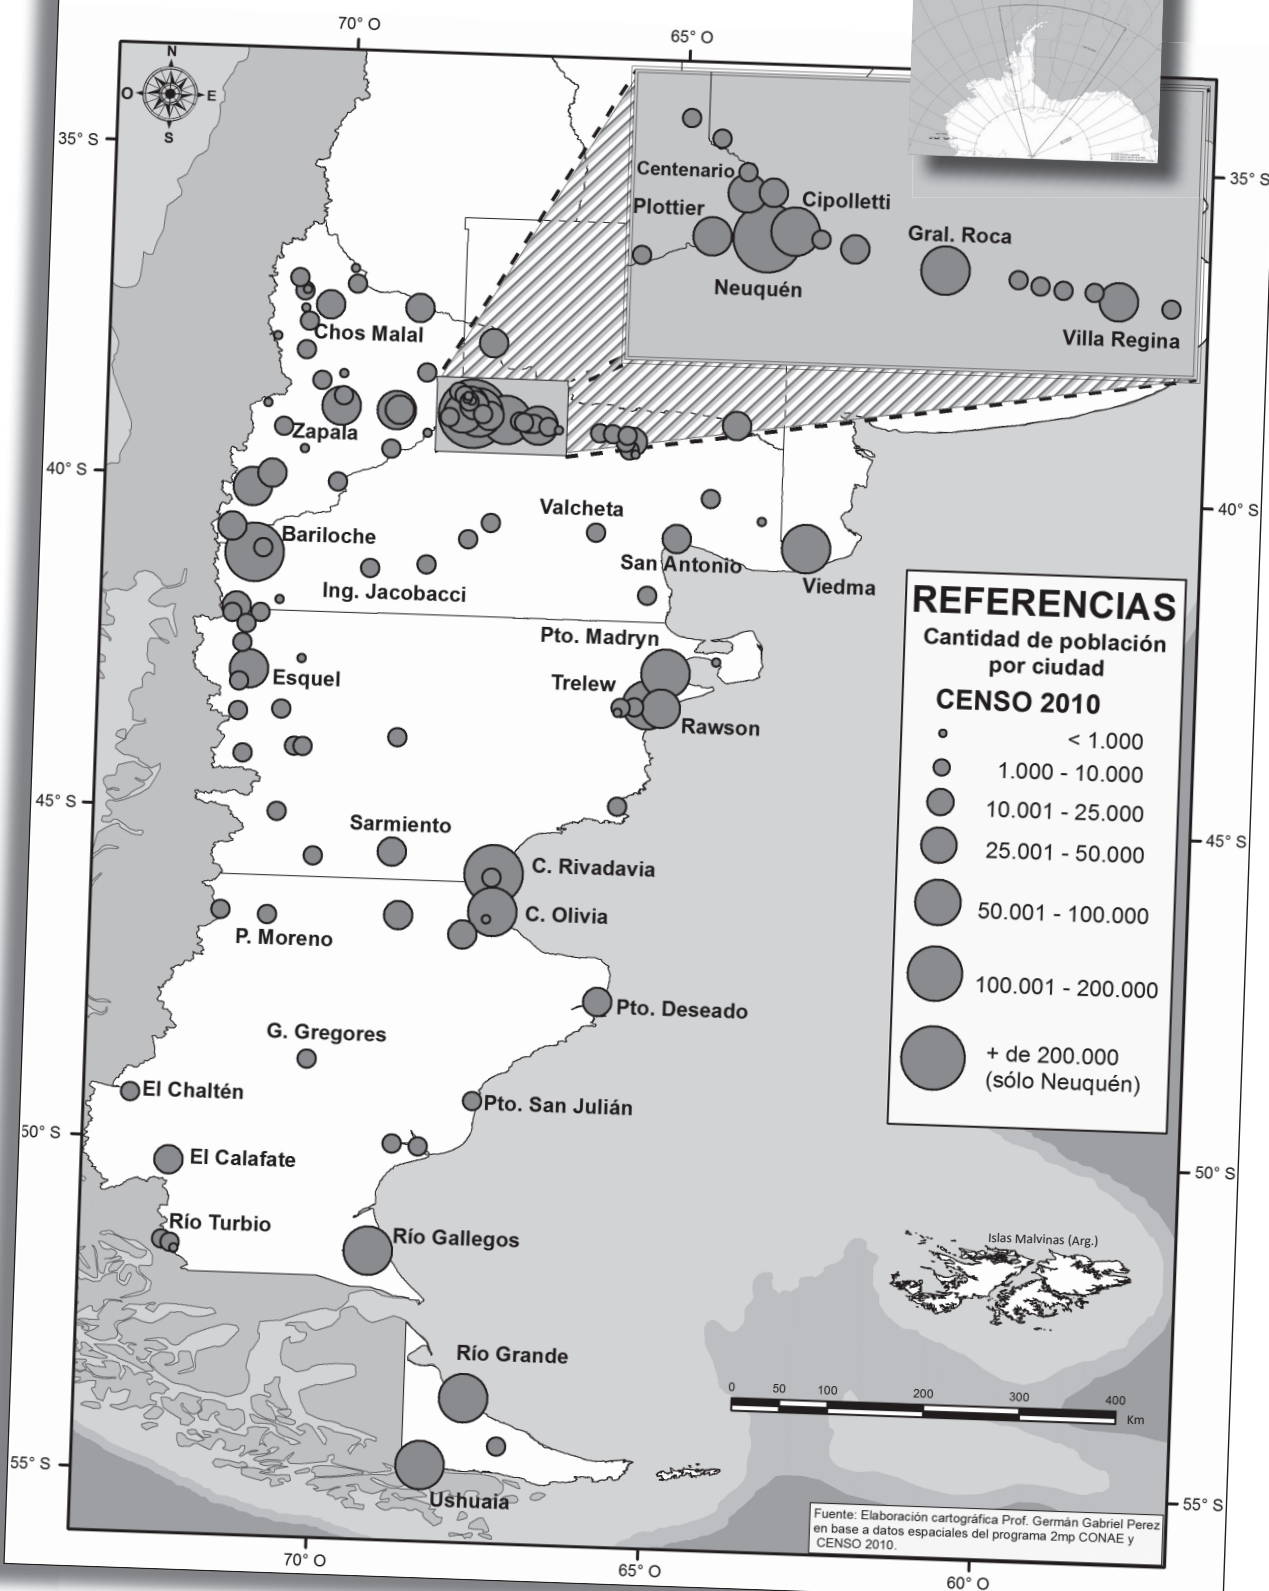 70° O
65° O
N
O
E
S
35° S
35° S
Centenario
Cipolletti
Plottier
Gral. Roca
Neuquén
Villa Regina
Chos Malal
Zapala
40° S
40° S
Valcheta
Bariloche
San Antonio
Viedma
Ing. Jacobacci
Pto. Madryn
Esquel
Trelew
Rawson
45° S
45° S
Sarmiento
C. Rivadavia
C. Olivia
P. Moreno
Pto. Deseado
G. Gregores
El Chaltén
Pto. San Julián
50° S
50° S
El Calafate
Río Turbio
Río Gallegos
Islas Malvinas (Arg.)
Río Grande
55° S
55° S
Ushuaia
REFERENCIAS
Cantidad de población
por ciudad
CENSO 2010
< 1.000
1.000 - 10.000
10.001 - 25.000
25.001 - 50.000
50.001 - 100.000
100.001 - 200.000
+ de 200.000
(sólo Neuquén)
0 50 100 200 300 400
Km
Fuente: Elaboración cartográfica Prof. Germán Gabriel Perez
en base a datos espaciales del programa 2mp CONAE y
CENSO 2010.
70° O
65° O
60° O